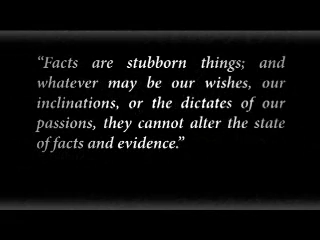 “Facts are stubborn things; and
whatever may be our wishes, our
inclinations, or the dictates of our
passions, they cannot alter the state
of facts and evidence.”